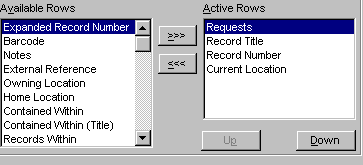 Available Rows
Expanded Record Number
Barcode
Notes
External Reference
Owning Location
Home Location
Contained Within
Contained Within (Title)
Records Within
>>>
<<<
Active Rows
Requests
Record Title
Record Number
Current Location
Up
Down